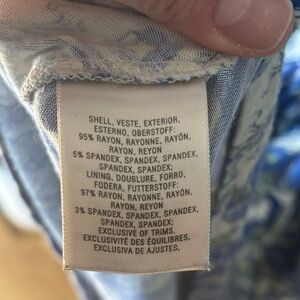 SHELL, VESTE, EXTERIOR,
ESTERNO, OBERSTOFF:
95% RAYON, RAYONNE, RAYÓN,
RAYON, REYON
5% SPANDEX, SPANDEX, SPANDEX,
SPANDEX, SPANDEX;
LINING, DOUBLURE, FORRO,
FODERA, FUTTERSTOFF:
97% RAYON, RAYONNE, RAYÓN,
RAYON, REYON
3% SPANDEX, SPANDEX, SPANDEX,
SPANDEX, SPANDEX;
EXCLUSIVE OF TRIMS.
EXCLUSIVITÉ DES ÉQUILIBRES.
EXCLUSIVA DE AJUSTES.